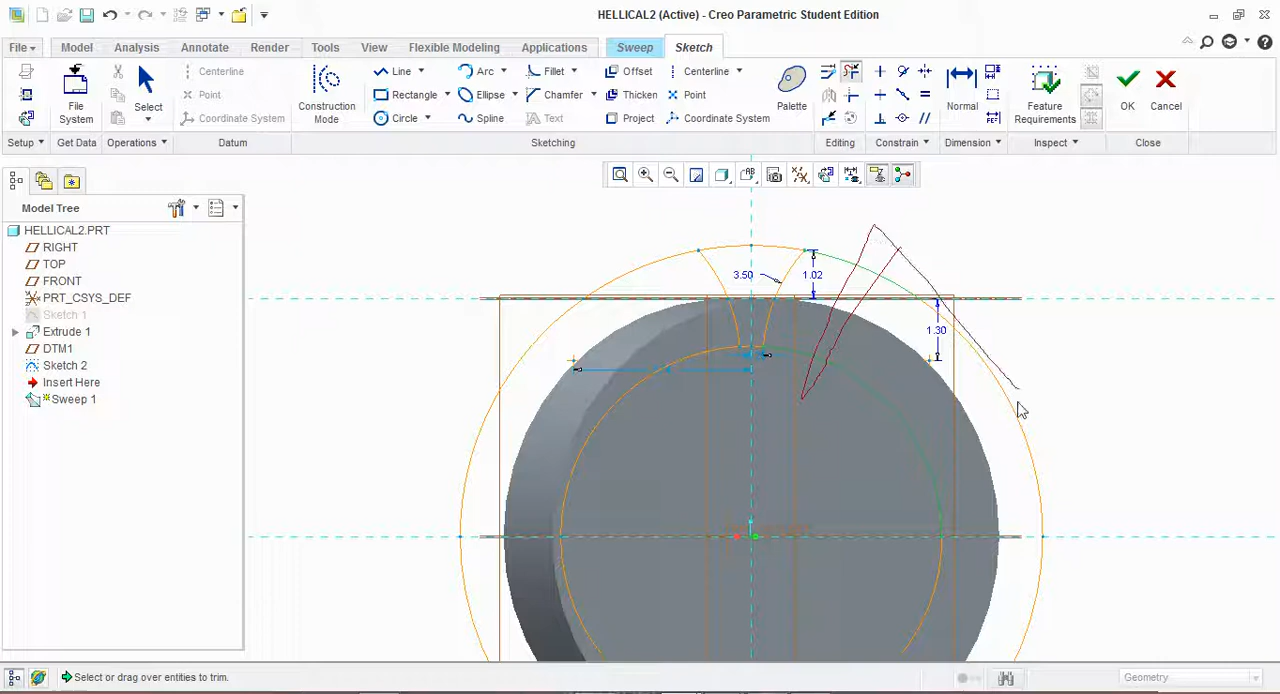 HELLICAL2 (Active) - Creo Parametric Student Edition
File Model Analysis Annotate Render Tools View Flexible Modeling Applications Sweep Sketch
File System
Select
Centerline
Point
Coordinate System
Construction Mode
Line Arc Fillet Offset Centerline
Rectangle Ellipse Chamfer Thicken Point
Circle Spline Text Project Coordinate System
Palette
Normal
Feature Requirements
OK Cancel
Setup Get Data Operations Datum Sketching Editing Constrain Dimension Inspect Close
Model Tree
HELLICAL2.PRT
RIGHT
TOP
FRONT
PRT_CSYS_DEF
Sketch 1
Extrude 1
DTM1
Sketch 2
Insert Here
Sweep 1
3.50
1.02
1.30
Select or drag over entities to trim.
Geometry